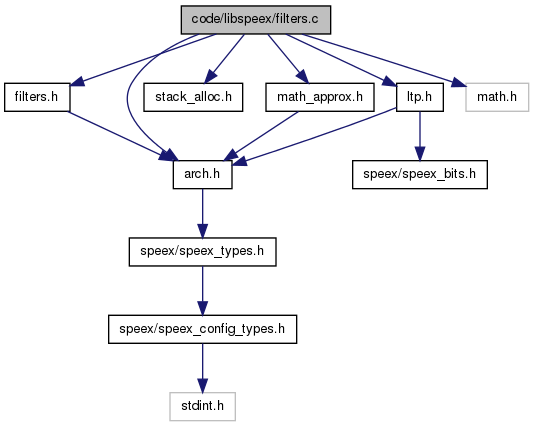 code/libspeex/filters.c
filters.h
stack_alloc.h
math_approx.h
ltp.h
math.h
arch.h
speex/speex_bits.h
speex/speex_types.h
speex/speex_config_types.h
stdint.h